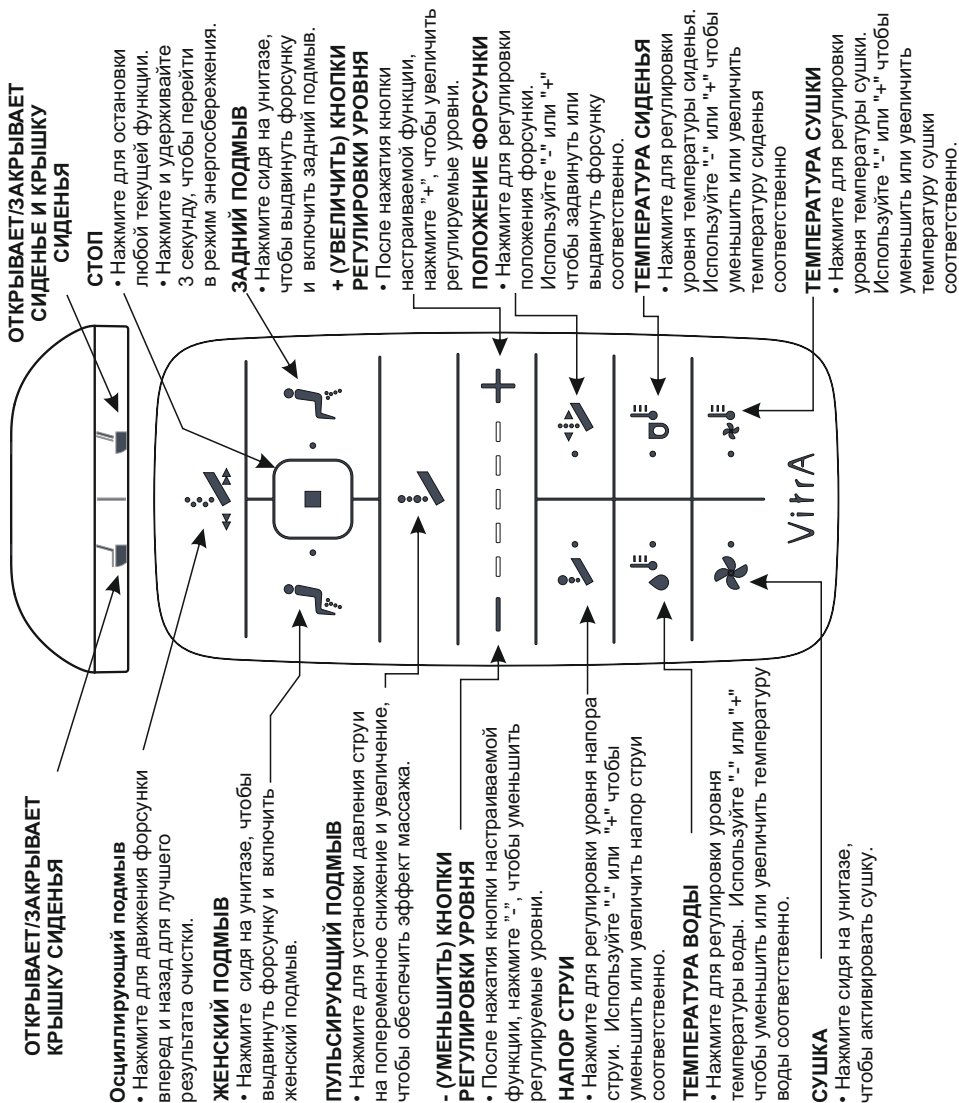 ОТКРЫВАЕТ/ЗАКРЫВАЕТ
КРЫШКУ СИДЕНЬЯ
Осциллирующий подмыв
• Нажмите для движения форсунки
вперед и назад для лучшего
результата очистки.
ЖЕНСКИЙ ПОДМЫВ
• Нажмите сидя на унитазе, чтобы
выдвинуть форсунку и включить
женский подмыв.
ПУЛЬСИРУЮЩИЙ ПОДМЫВ
• Нажмите для установки давления струи
на попеременное снижение и увеличение,
чтобы обеспечить эффект массажа.
- (УМЕНЬШИТЬ) КНОПКИ
РЕГУЛИРОВКИ УРОВНЯ
• После нажатия кнопки настраиваемой
функции, нажмите "-", чтобы уменьшить
регулируемые уровни.
НАПОР СТРУИ
• Нажмите для регулировки уровня напора
струи. Используйте "-" или "+" чтобы
уменьшить или увеличить напор струи
соответственно.
ТЕМПЕРАТУРА ВОДЫ
• Нажмите для регулировки уровня
температуры воды. Используйте "-" или "+"
чтобы уменьшить или увеличить температуру
воды соответственно.
СУШКА
• Нажмите сидя на унитазе,
чтобы активировать сушку.
VitrA
ОТКРЫВАЕТ/ЗАКРЫВАЕТ
СИДЕНЬЕ И КРЫШКУ
СИДЕНЬЯ
СТОП
• Нажмите для остановки
любой текущей функции.
• Нажмите и удерживайте
3 секунду, чтобы перейти
в режим энергосбережения.
ЗАДНИЙ ПОДМЫВ
• Нажмите сидя на унитазе,
чтобы выдвинуть форсунку
и включить задний подмыв.
+ (УВЕЛИЧИТЬ) КНОПКИ
РЕГУЛИРОВКИ УРОВНЯ
• После нажатия кнопки
настраиваемой функции,
нажмите "+", чтобы увеличить
регулируемые уровни.
ПОЛОЖЕНИЕ ФОРСУНКИ
• Нажмите для регулировки
положения форсунки.
Используйте "-" или "+"
чтобы задвинуть или
выдвинуть форсунку
соответственно.
ТЕМПЕРАТУРА СИДЕНЬЯ
• Нажмите для регулировки
уровня температуры сиденья.
Используйте "-" или "+" чтобы
уменьшить или увеличить
температуру сиденья
соответственно
ТЕМПЕРАТУРА СУШКИ
• Нажмите для регулировки
уровня температуры сушки.
Используйте "-" или "+" чтобы
уменьшить или увеличить
температуру сушки
соответственно.